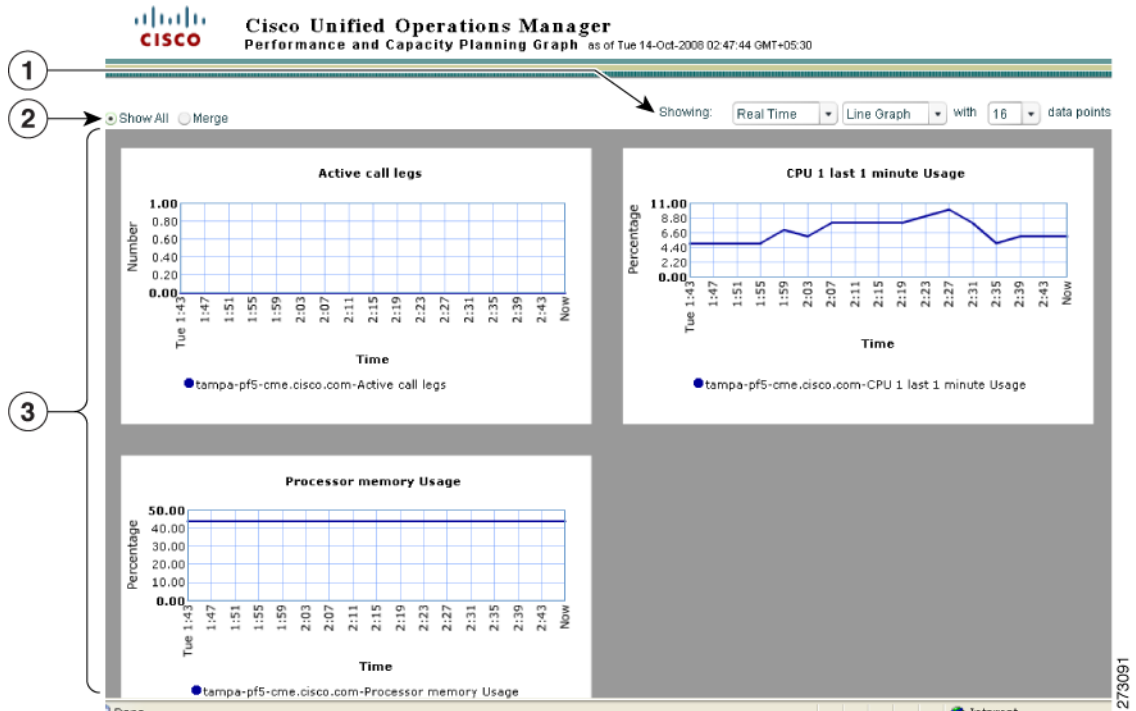 CISCO
Cisco Unified Operations Manager
Performance and Capacity Planning Graph as of Tue 14-Oct-2008 02:47:44 GMT+05:30
1
2
Show All Merge
Showing: Real Time Line Graph with 16 data points
3
Active call legs
Number
1.00
0.80
0.60
0.40
0.20
0.00
Tue 1:43 1:47 1:51 1:55 1:59 2:03 2:07 2:11 2:15 2:19 2:23 2:27 2:31 2:35 2:39 2:43 Now
Time
tampa-pf5-cme.cisco.com-Active call legs
CPU 1 last 1 minute Usage
Percentage
11.00
8.80
6.60
4.40
2.20
0.00
Tue 1:43 1:47 1:51 1:55 1:59 2:03 2:07 2:11 2:15 2:19 2:23 2:27 2:31 2:35 2:39 2:43 Now
Time
tampa-pf5-cme.cisco.com-CPU 1 last 1 minute Usage
Processor memory Usage
Percentage
50.00
40.00
30.00
20.00
10.00
0.00
Tue 1:43 1:47 1:51 1:55 1:59 2:03 2:07 2:11 2:15 2:19 2:23 2:27 2:31 2:35 2:39 2:43 Now
Time
tampa-pf5-cme.cisco.com-Processor memory Usage
273091